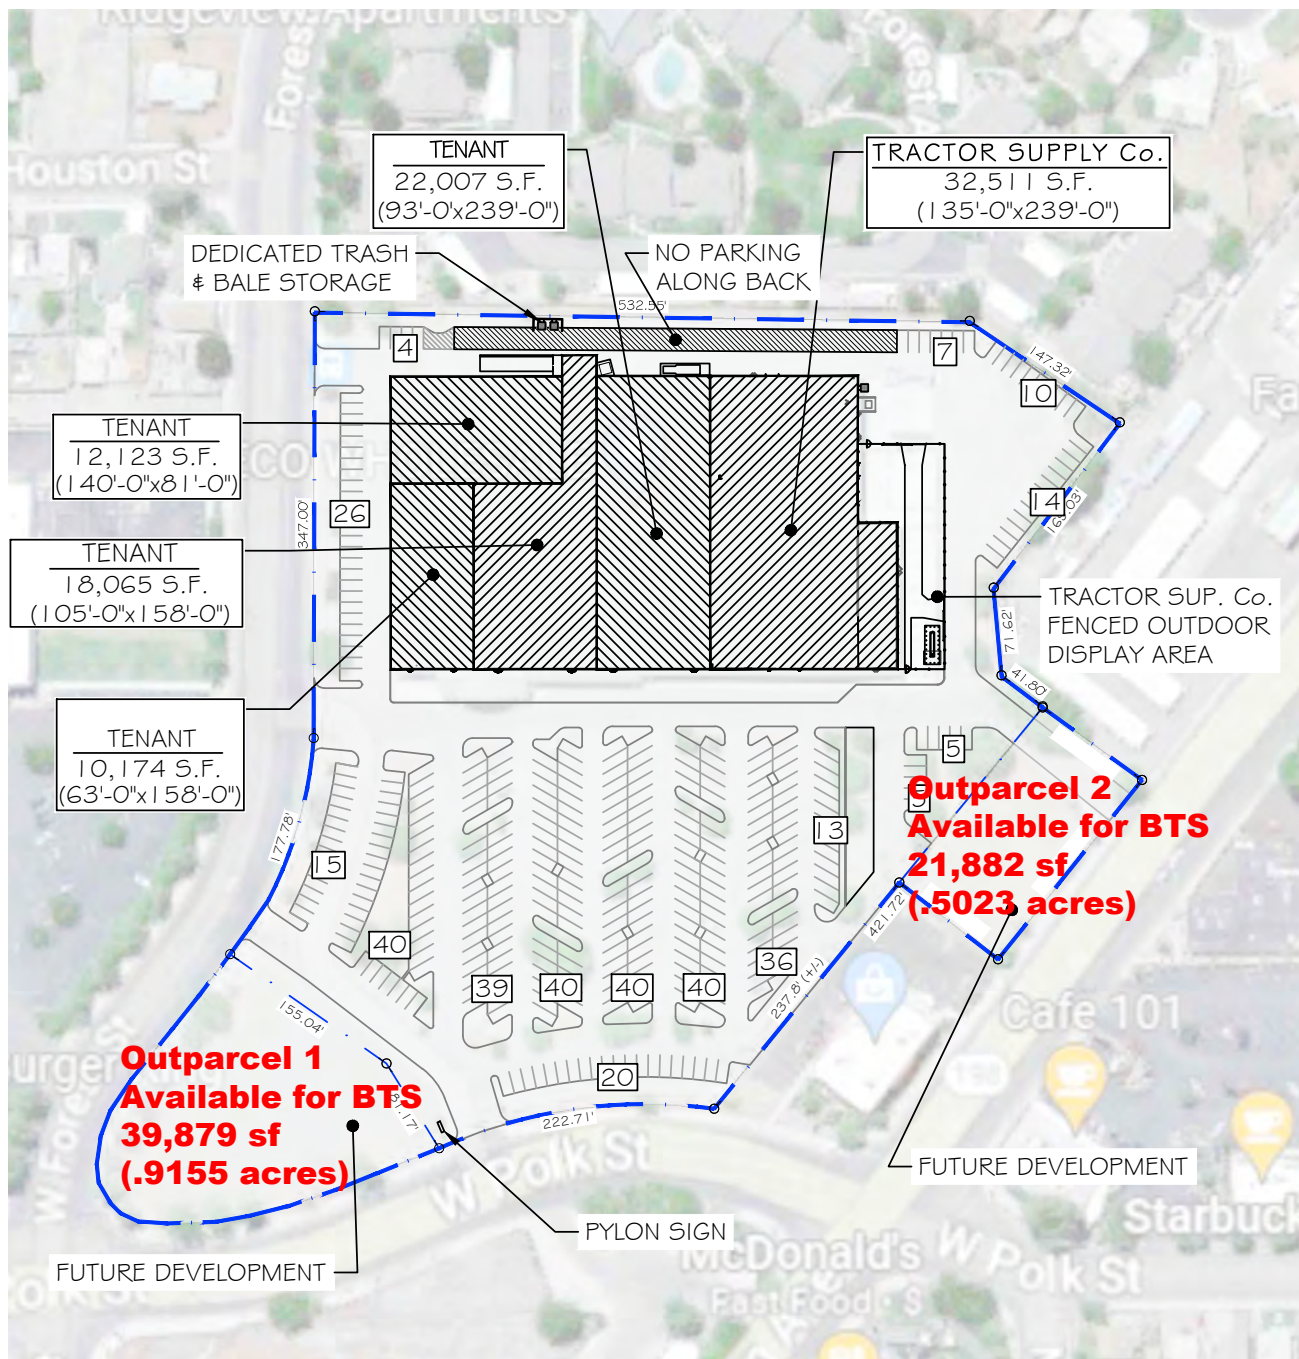 Ridgeview Apartments
Houston St
TENANT
22,007 S.F.
(93'-0"x239'-0")
TRACTOR SUPPLY Co.
32,511 S.F.
(135'-0"x239'-0")
DEDICATED TRASH
& BALE STORAGE
NO PARKING
ALONG BACK
532.55'
4
7
147.32'
10
TENANT
12,123 S.F.
(140'-0"x81'-0")
26
347.00'
14
TENANT
18,065 S.F.
(105'-0"x158'-0")
TRACTOR SUP. Co.
FENCED OUTDOOR
DISPLAY AREA
71.62'
41.80'
TENANT
10,174 S.F.
(63'-0"x158'-0")
5
Outparcel 2
Available for BTS
21,882 sf
(.5023 acres)
177.78'
15
13
421.72'
40
39
40
40
40
36
237.8' (+/-)
155.04'
Cafe 101
Outparcel 1
Available for BTS
39,879 sf
(.9155 acres)
20
222.71'
W Polk St
FUTURE DEVELOPMENT
PYLON SIGN
Starbuck
McDonald's
Fast Food • $
W Polk St
FUTURE DEVELOPMENT